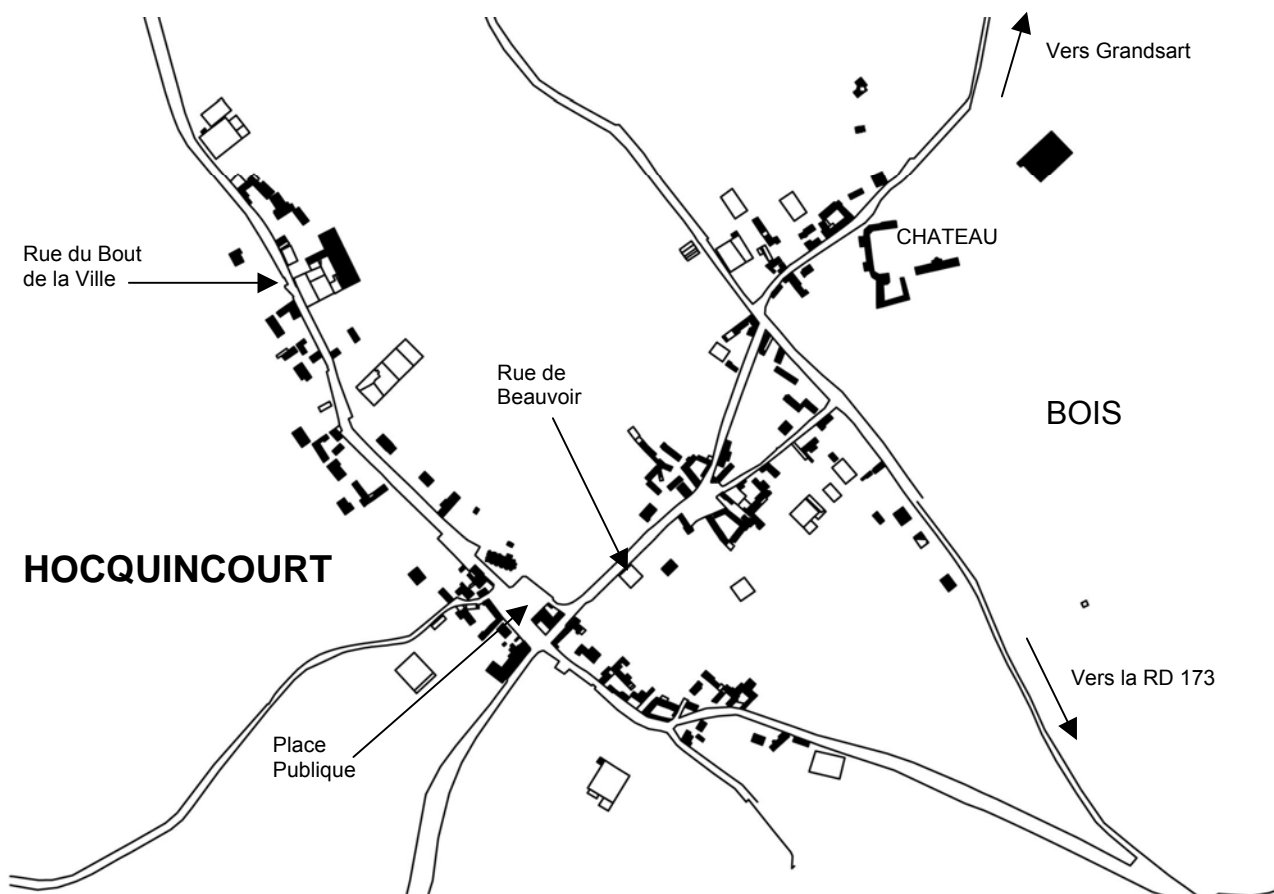 Vers Grandsart
CHATEAU
Rue du Bout
de la Ville
Rue de
Beauvoir
BOIS
HOCQUINCOURT
Vers la RD 173
Place
Publique